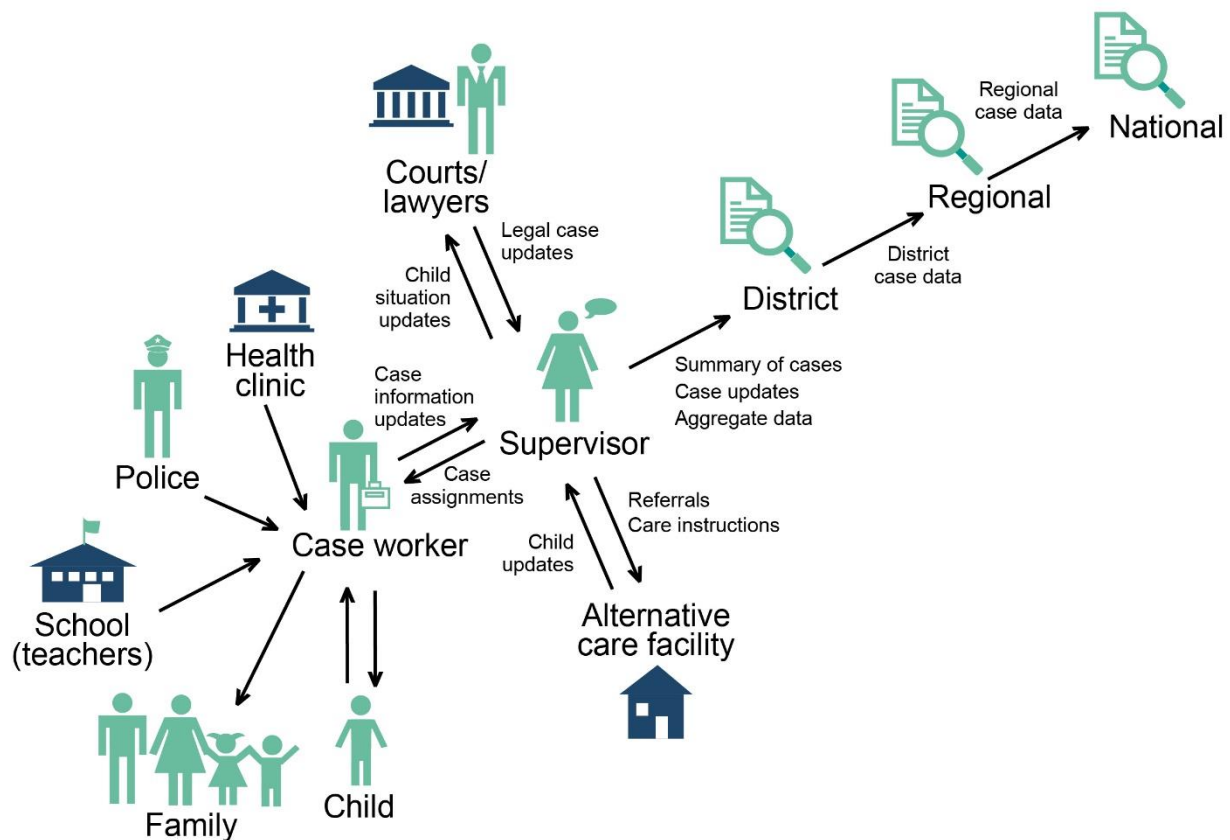 Courts/
lawyers
Legal case
updates
Child
situation
updates
Regional
case data
National
Regional
District
case data
District
Health
clinic
Police
Case
information
updates
Supervisor
Summary of cases
Case updates
Aggregate data
Case
assignments
Case worker
Referrals
Care instructions
Child
updates
School
(teachers)
Alternative
care facility
Family
Child